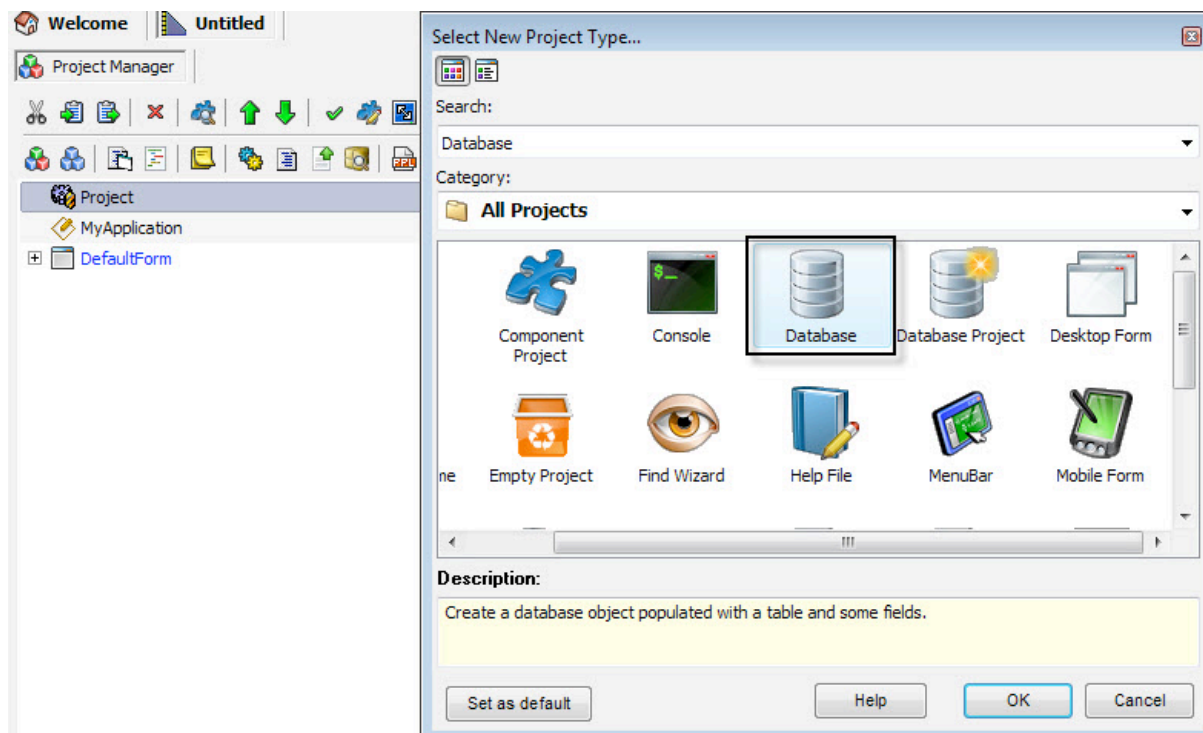 Welcome
Untitled
Project Manager
Project
MyApplication
DefaultForm
Select New Project Type...
Search:
Database
Category:
All Projects
Component Project
Console
Database
Database Project
Desktop Form
me
Empty Project
Find Wizard
Help File
MenuBar
Mobile Form
Description:
Create a database object populated with a table and some fields.
Set as default
Help
OK
Cancel